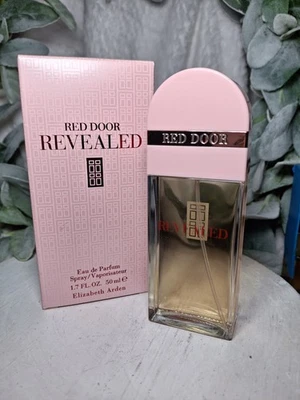 RED DOOR
REVEALED
Eau de Parfum
Spray/Vaporisateur
1.7 FL. OZ. 50 ml ℮
Elizabeth Arden
RED DOOR
REVEALED